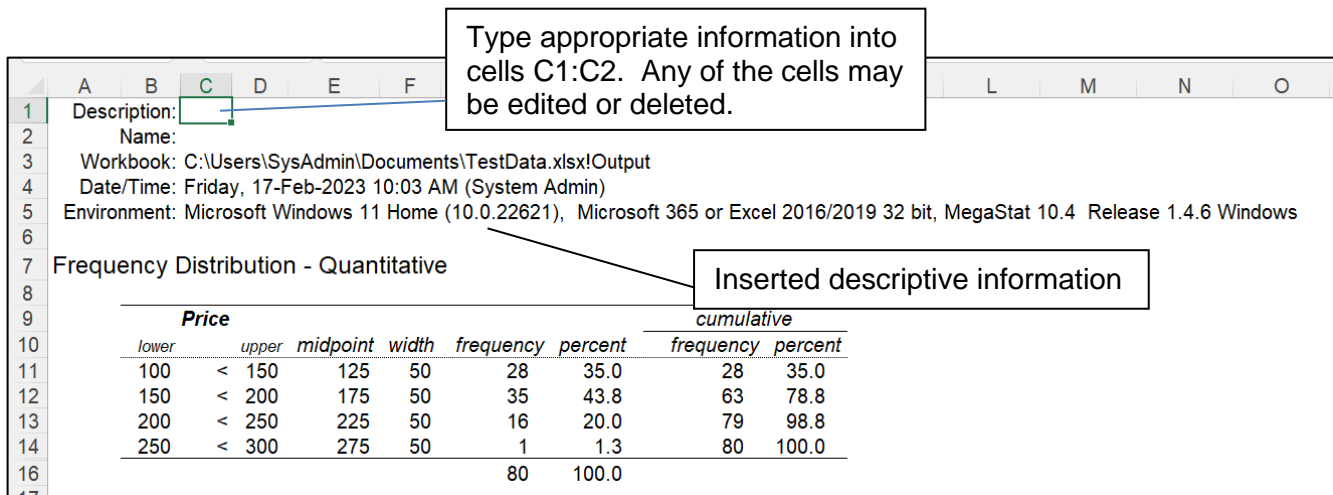 Type appropriate information into
cells C1:C2. Any of the cells may
be edited or deleted.
A B C D E F L M N O
1 Description:
2 Name:
3 Workbook: C:\Users\SysAdmin\Documents\TestData.xlsx!Output
4 Date/Time: Friday, 17-Feb-2023 10:03 AM (System Admin)
5 Environment: Microsoft Windows 11 Home (10.0.22621), Microsoft 365 or Excel 2016/2019 32 bit, MegaStat 10.4 Release 1.4.6 Windows
6
7 Frequency Distribution - Quantitative
Inserted descriptive information
8
9 Price cumulative
10 lower upper midpoint width frequency percent frequency percent
11 100 < 150 125 50 28 35.0 28 35.0
12 150 < 200 175 50 35 43.8 63 78.8
13 200 < 250 225 50 16 20.0 79 98.8
14 250 < 300 275 50 1 1.3 80 100.0
16 80 100.0